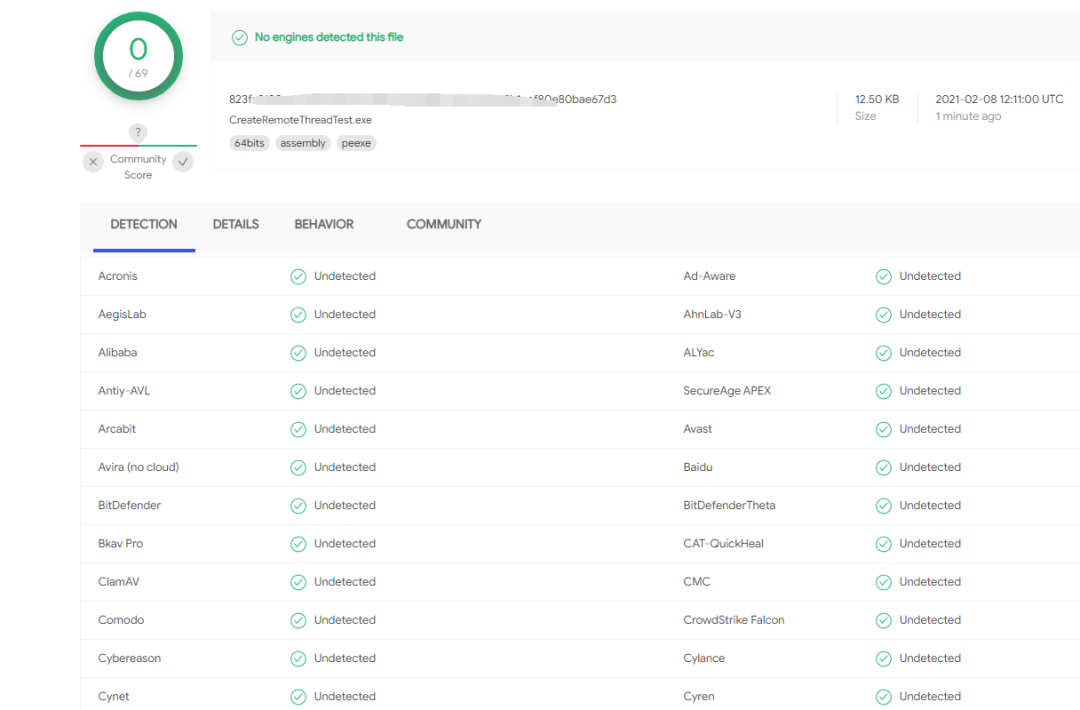 0
/ 69
No engines detected this file
80bae67d3
CreateRemoteThreadTest.exe
64bits assembly peexe
12.50 KB
Size
2021-02-08 12:11:00 UTC
1 minute ago
?
Community
Score
DETECTION DETAILS BEHAVIOR COMMUNITY
Acronis Undetected Ad-Aware Undetected
AegisLab Undetected AhnLab-V3 Undetected
Alibaba Undetected ALYac Undetected
Antiy-AVL Undetected SecureAge APEX Undetected
Arcabit Undetected Avast Undetected
Avira (no cloud) Undetected Baidu Undetected
BitDefender Undetected BitDefenderTheta Undetected
Bkav Pro Undetected CAT-QuickHeal Undetected
ClamAV Undetected CMC Undetected
Comodo Undetected CrowdStrike Falcon Undetected
Cybereason Undetected Cylance Undetected
Cynet Undetected Cyren Undetected